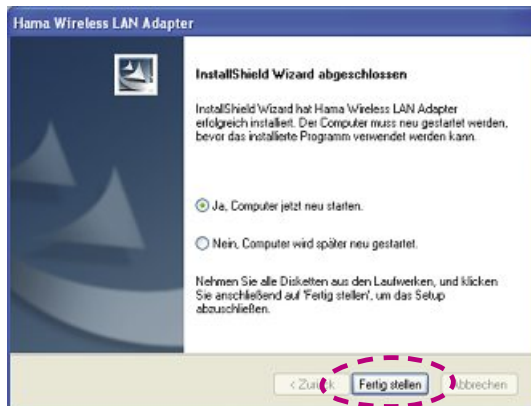 Hama Wireless LAN Adapter
InstallShield Wizard abgeschlossen
InstallShield Wizard hat Hama Wireless LAN Adapter
erfolgreich installiert. Der Computer muss neu gestartet werden,
bevor das installierte Programm verwendet werden kann.
Ja, Computer jetzt neu starten.
Nein, Computer wird später neu gestartet.
Nehmen Sie alle Disketten aus den Laufwerken, und klicken
Sie anschließend auf 'Fertig stellen', um das Setup
abzuschließen.
< Zurück Fertig stellen Abbrechen